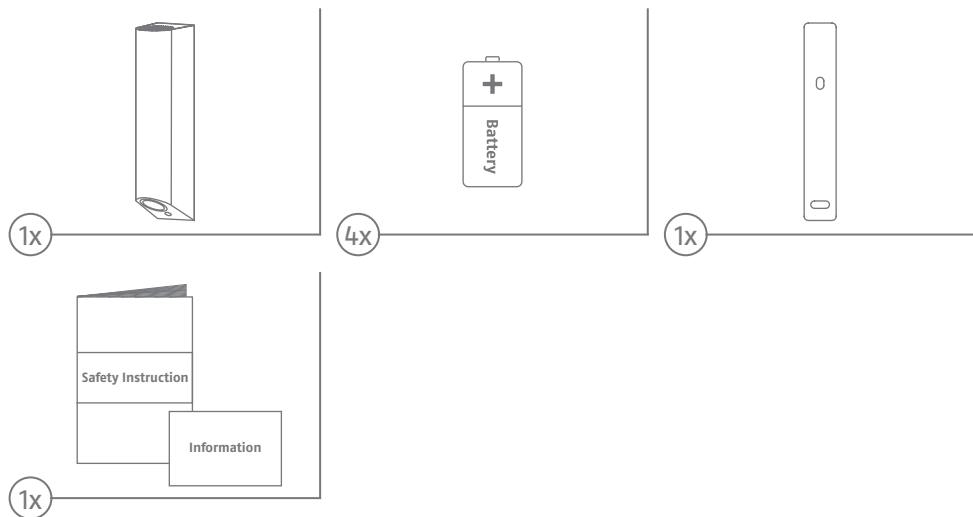 +
Battery
1x
4x
1x
Safety Instruction
Information
1x